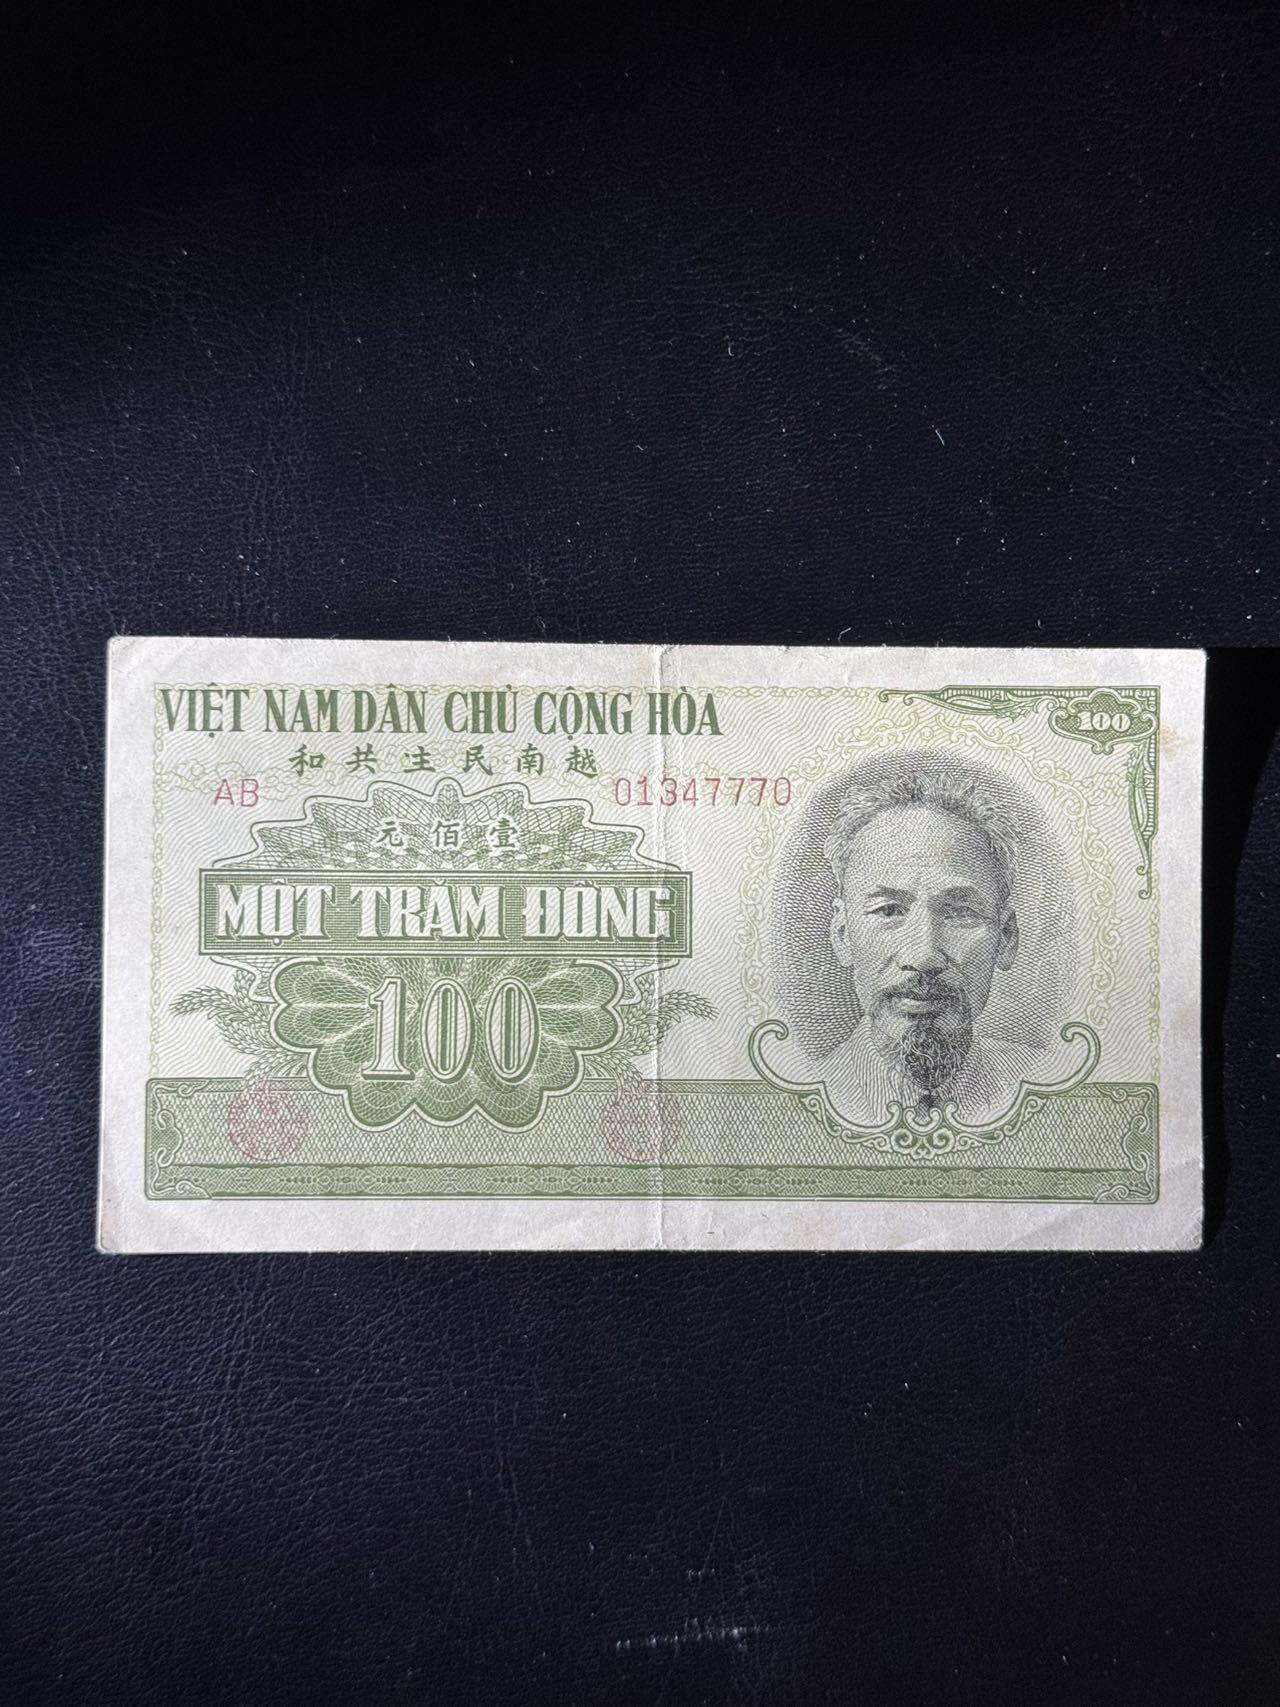 VIỆT NAM DÂN CHỦ CỘNG HÒA
100
和共主民南越
AB 01347770
元佰壹
MỘT TRĂM ĐỒNG
100